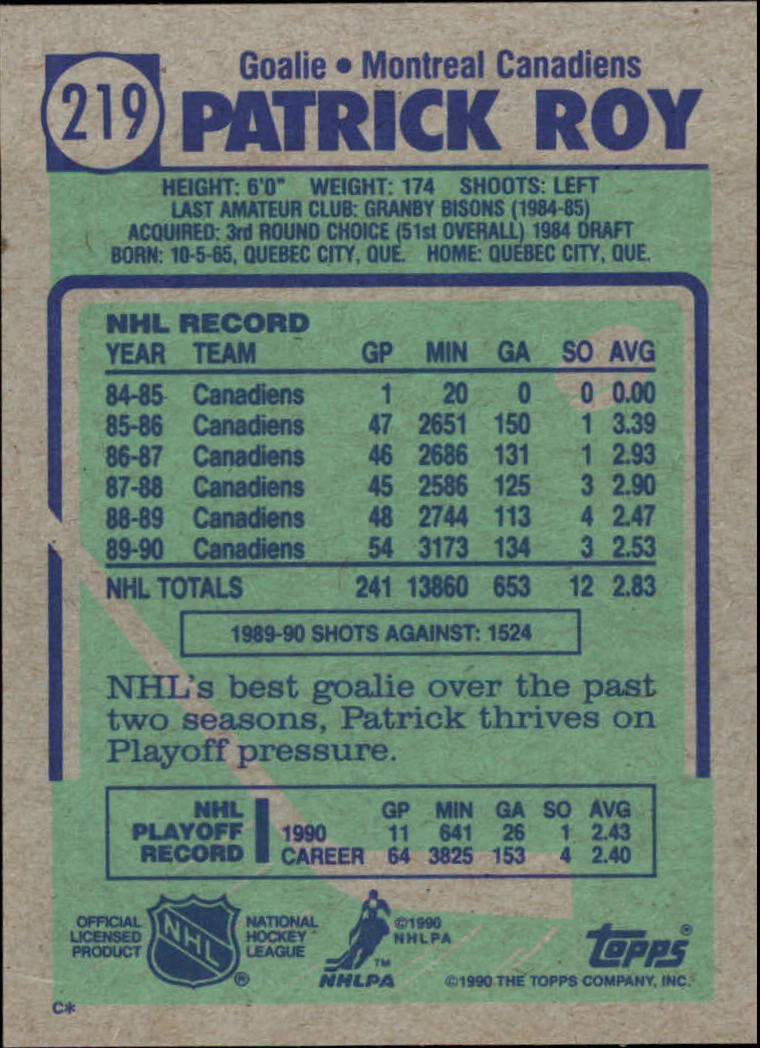 219
Goalie • Montreal Canadiens
PATRICK ROY
HEIGHT: 6'0" WEIGHT: 174 SHOOTS: LEFT
LAST AMATEUR CLUB: GRANBY BISONS (1984-85)
ACQUIRED: 3rd ROUND CHOICE (51st OVERALL) 1984 DRAFT
BORN: 10-5-65, QUEBEC CITY, QUE. HOME: QUEBEC CITY, QUE.
NHL RECORD
YEAR TEAM GP MIN GA SO AVG
84-85 Canadiens 1 20 0 0 0.00
85-86 Canadiens 47 2651 150 1 3.39
86-87 Canadiens 46 2686 131 1 2.93
87-88 Canadiens 45 2586 125 3 2.90
88-89 Canadiens 48 2744 113 4 2.47
89-90 Canadiens 54 3173 134 3 2.53
NHL TOTALS 241 13860 653 12 2.83
1989-90 SHOTS AGAINST: 1524
NHL's best goalie over the past
two seasons, Patrick thrives on
Playoff pressure.
NHL GP MIN GA SO AVG
PLAYOFF 1990 11 641 26 1 2.43
RECORD CAREER 64 3825 153 4 2.40
OFFICIAL
LICENSED
PRODUCT
NHL
®
NATIONAL
HOCKEY
LEAGUE
TM
NHLPA
©1990
NHLPA
topps®
©1990 THE TOPPS COMPANY, INC.
C*